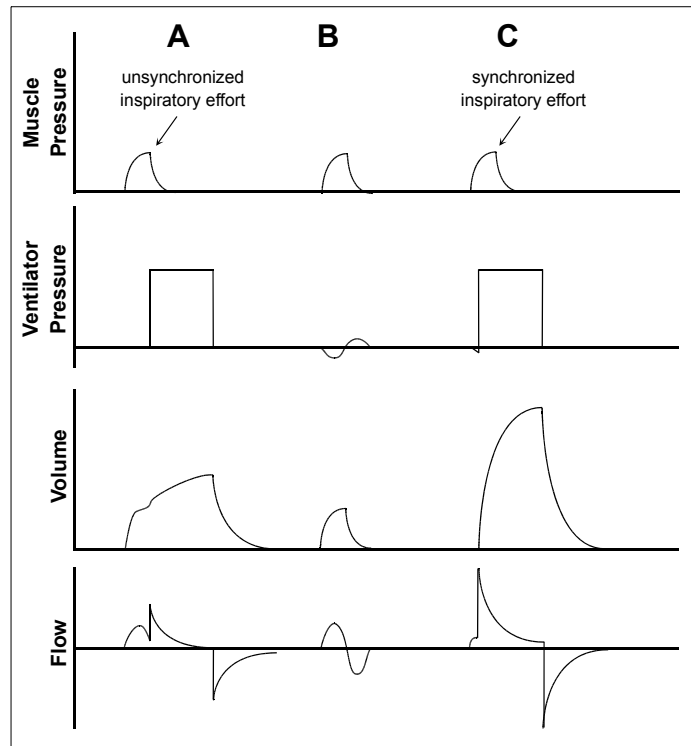 A
B
C
unsynchronized
inspiratory effort
synchronized
inspiratory effort
Muscle
Pressure
Ventilator
Pressure
Volume
Flow